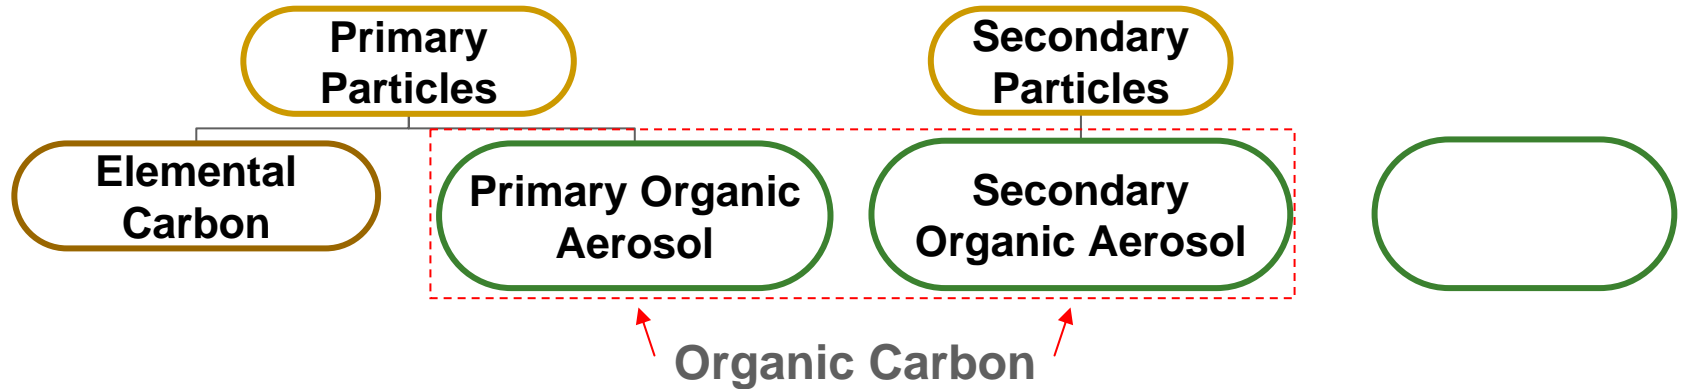 Primary
Particles
Secondary
Particles
Elemental
Carbon
Primary Organic
Aerosol
Secondary
Organic Aerosol
Organic Carbon